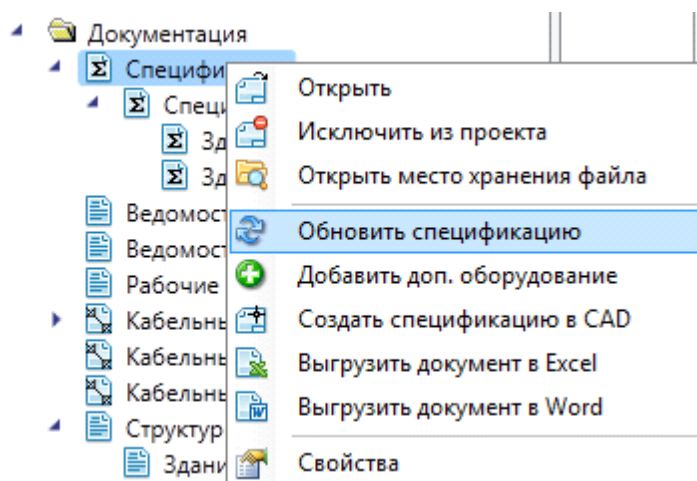 Документация
Специфи
Открыть
Спец
Исключить из проекта
Зд
Открыть место хранения файла
Зд
Ведомост
Обновить спецификацию
Ведомост
Добавить доп. оборудование
Рабочие
Создать спецификацию в CAD
Кабельн
Выгрузить документ в Excel
Кабельн
Выгрузить документ в Word
Кабельн
Структур
Свойства
Здани